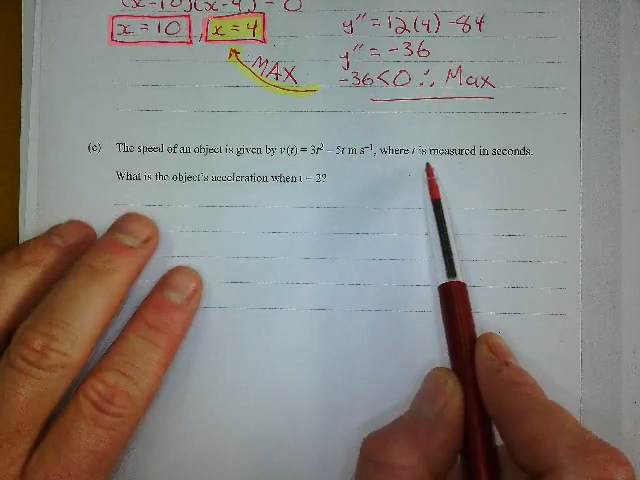 (x-10)(x-4) = 0
x = 10 , x = 4
MAX
y'' = 12(4) - 84
y'' = -36
-36 < 0 ∴ Max
(c) The speed of an object is given by v(t) = 3t² – 5t m s⁻¹, where t is measured in seconds.
What is the object's acceleration when t = 2?